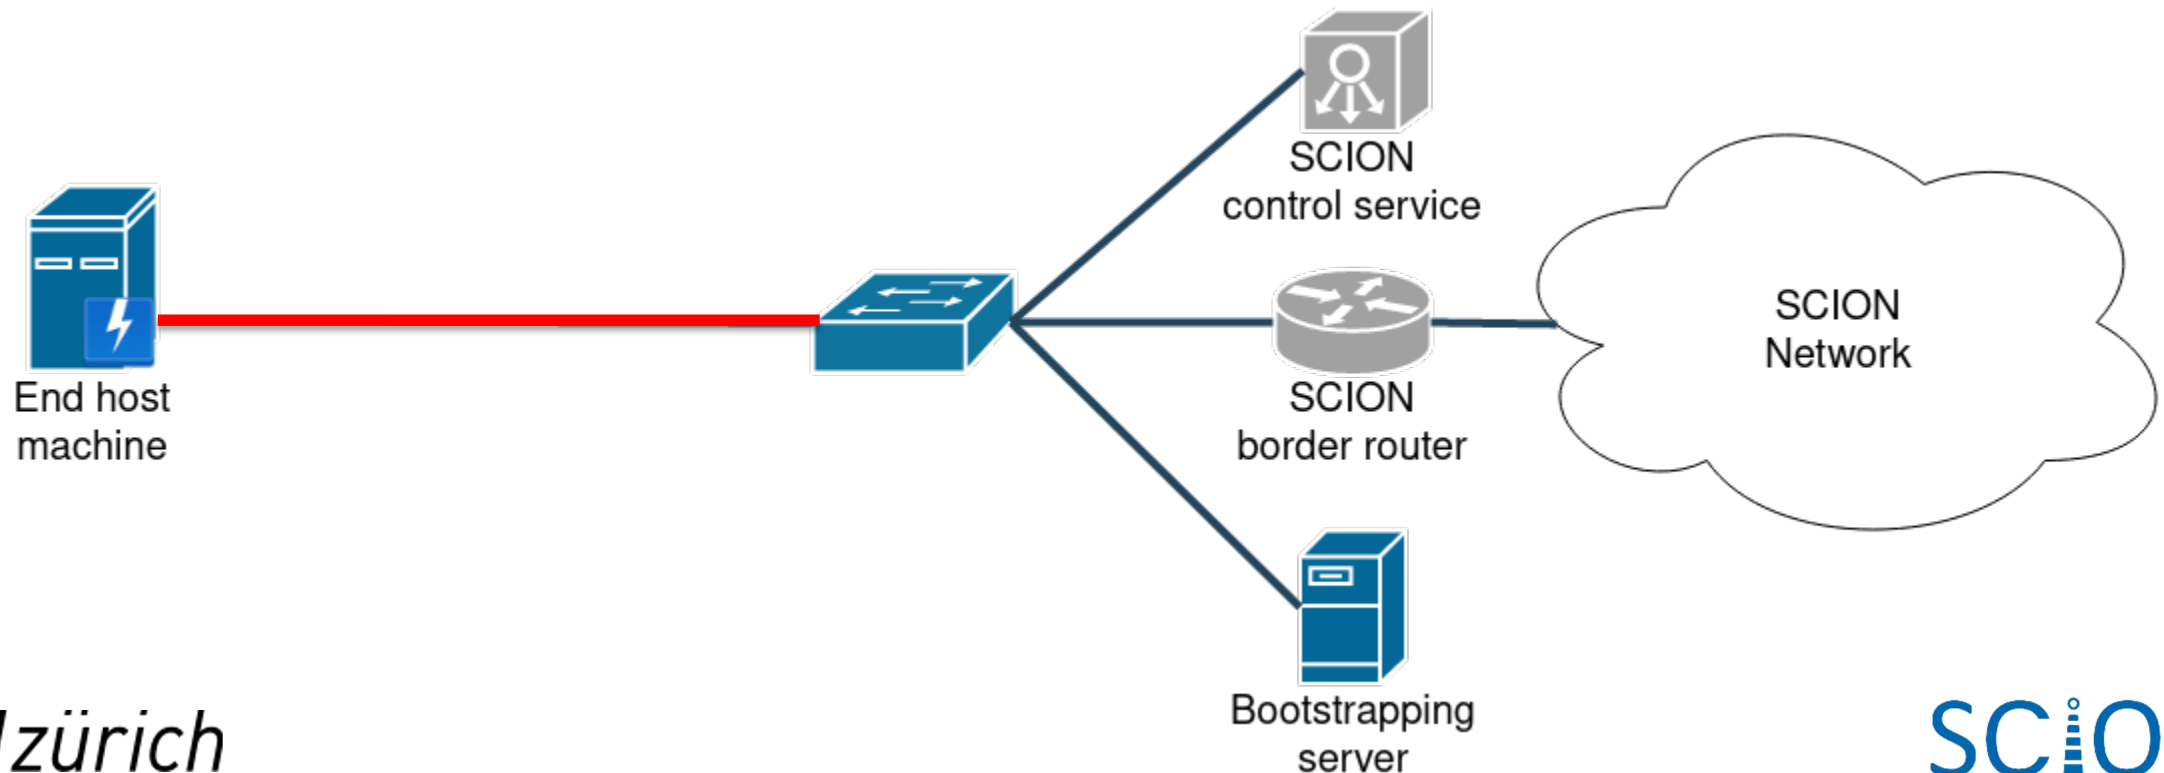 SCION
control service
End host
machine
SCION
border router
SCION
Network
Bootstrapping
server
zürich
SCiO